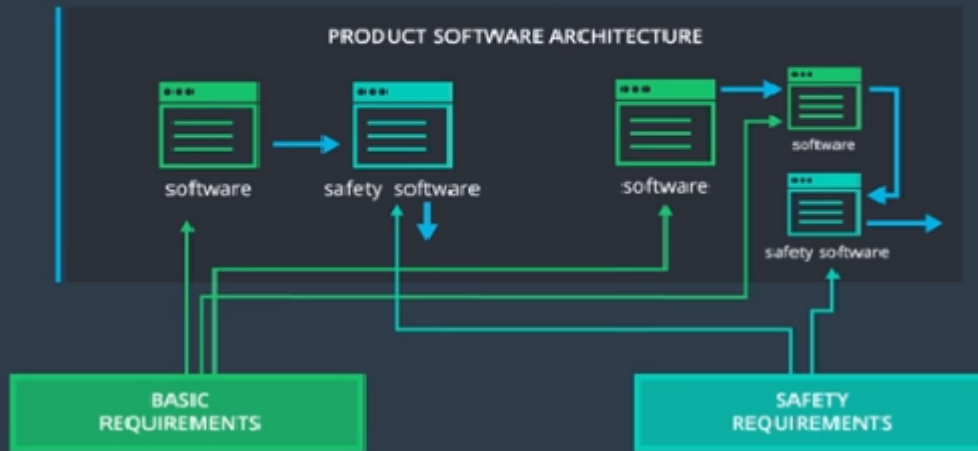 PRODUCT SOFTWARE ARCHITECTURE
software
safety software
software
software
safety software
BASIC
REQUIREMENTS
SAFETY
REQUIREMENTS